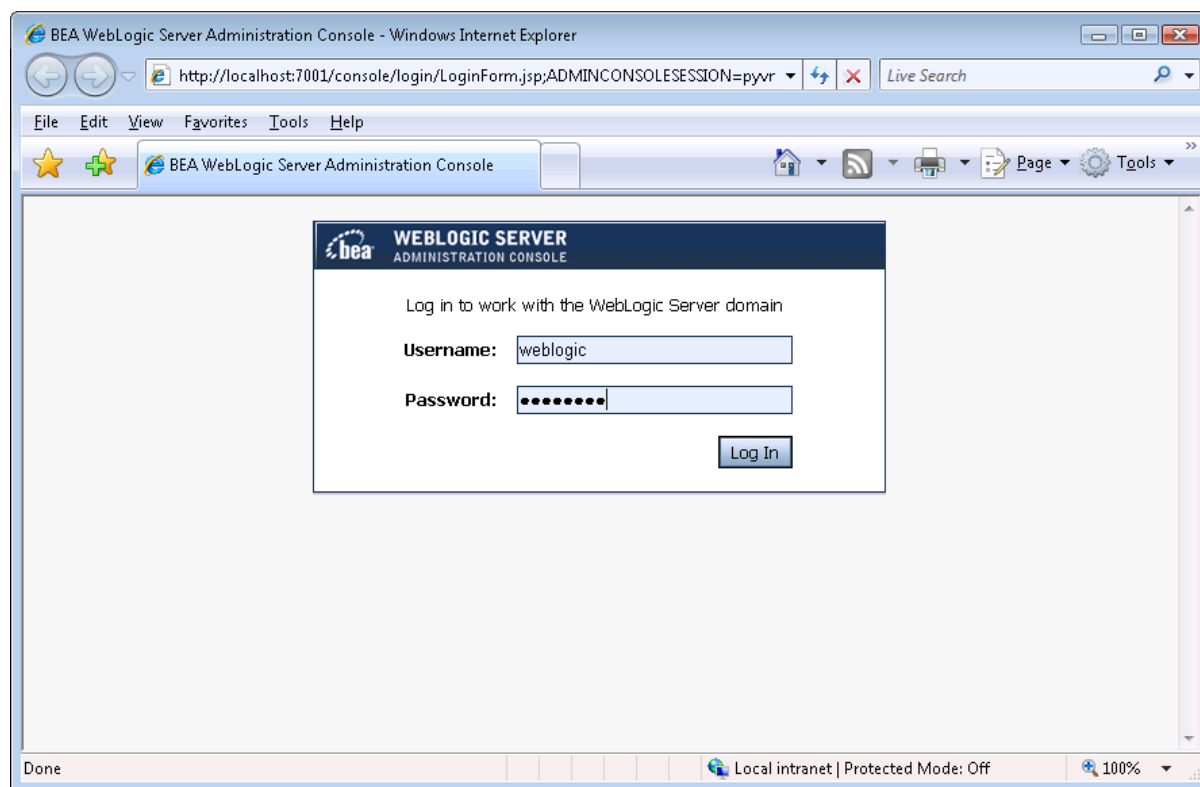 BEA WebLogic Server Administration Console - Windows Internet Explorer
http://localhost:7001/console/login/LoginForm.jsp;ADMINCONSOLESESSION=pyvr
Live Search
File Edit View Favorites Tools Help
BEA WebLogic Server Administration Console
Page Tools
bea WEBLOGIC SERVER
ADMINISTRATION CONSOLE
Log in to work with the WebLogic Server domain
Username: weblogic
Password: ••••••••
Log In
Done
Local intranet | Protected Mode: Off
100%